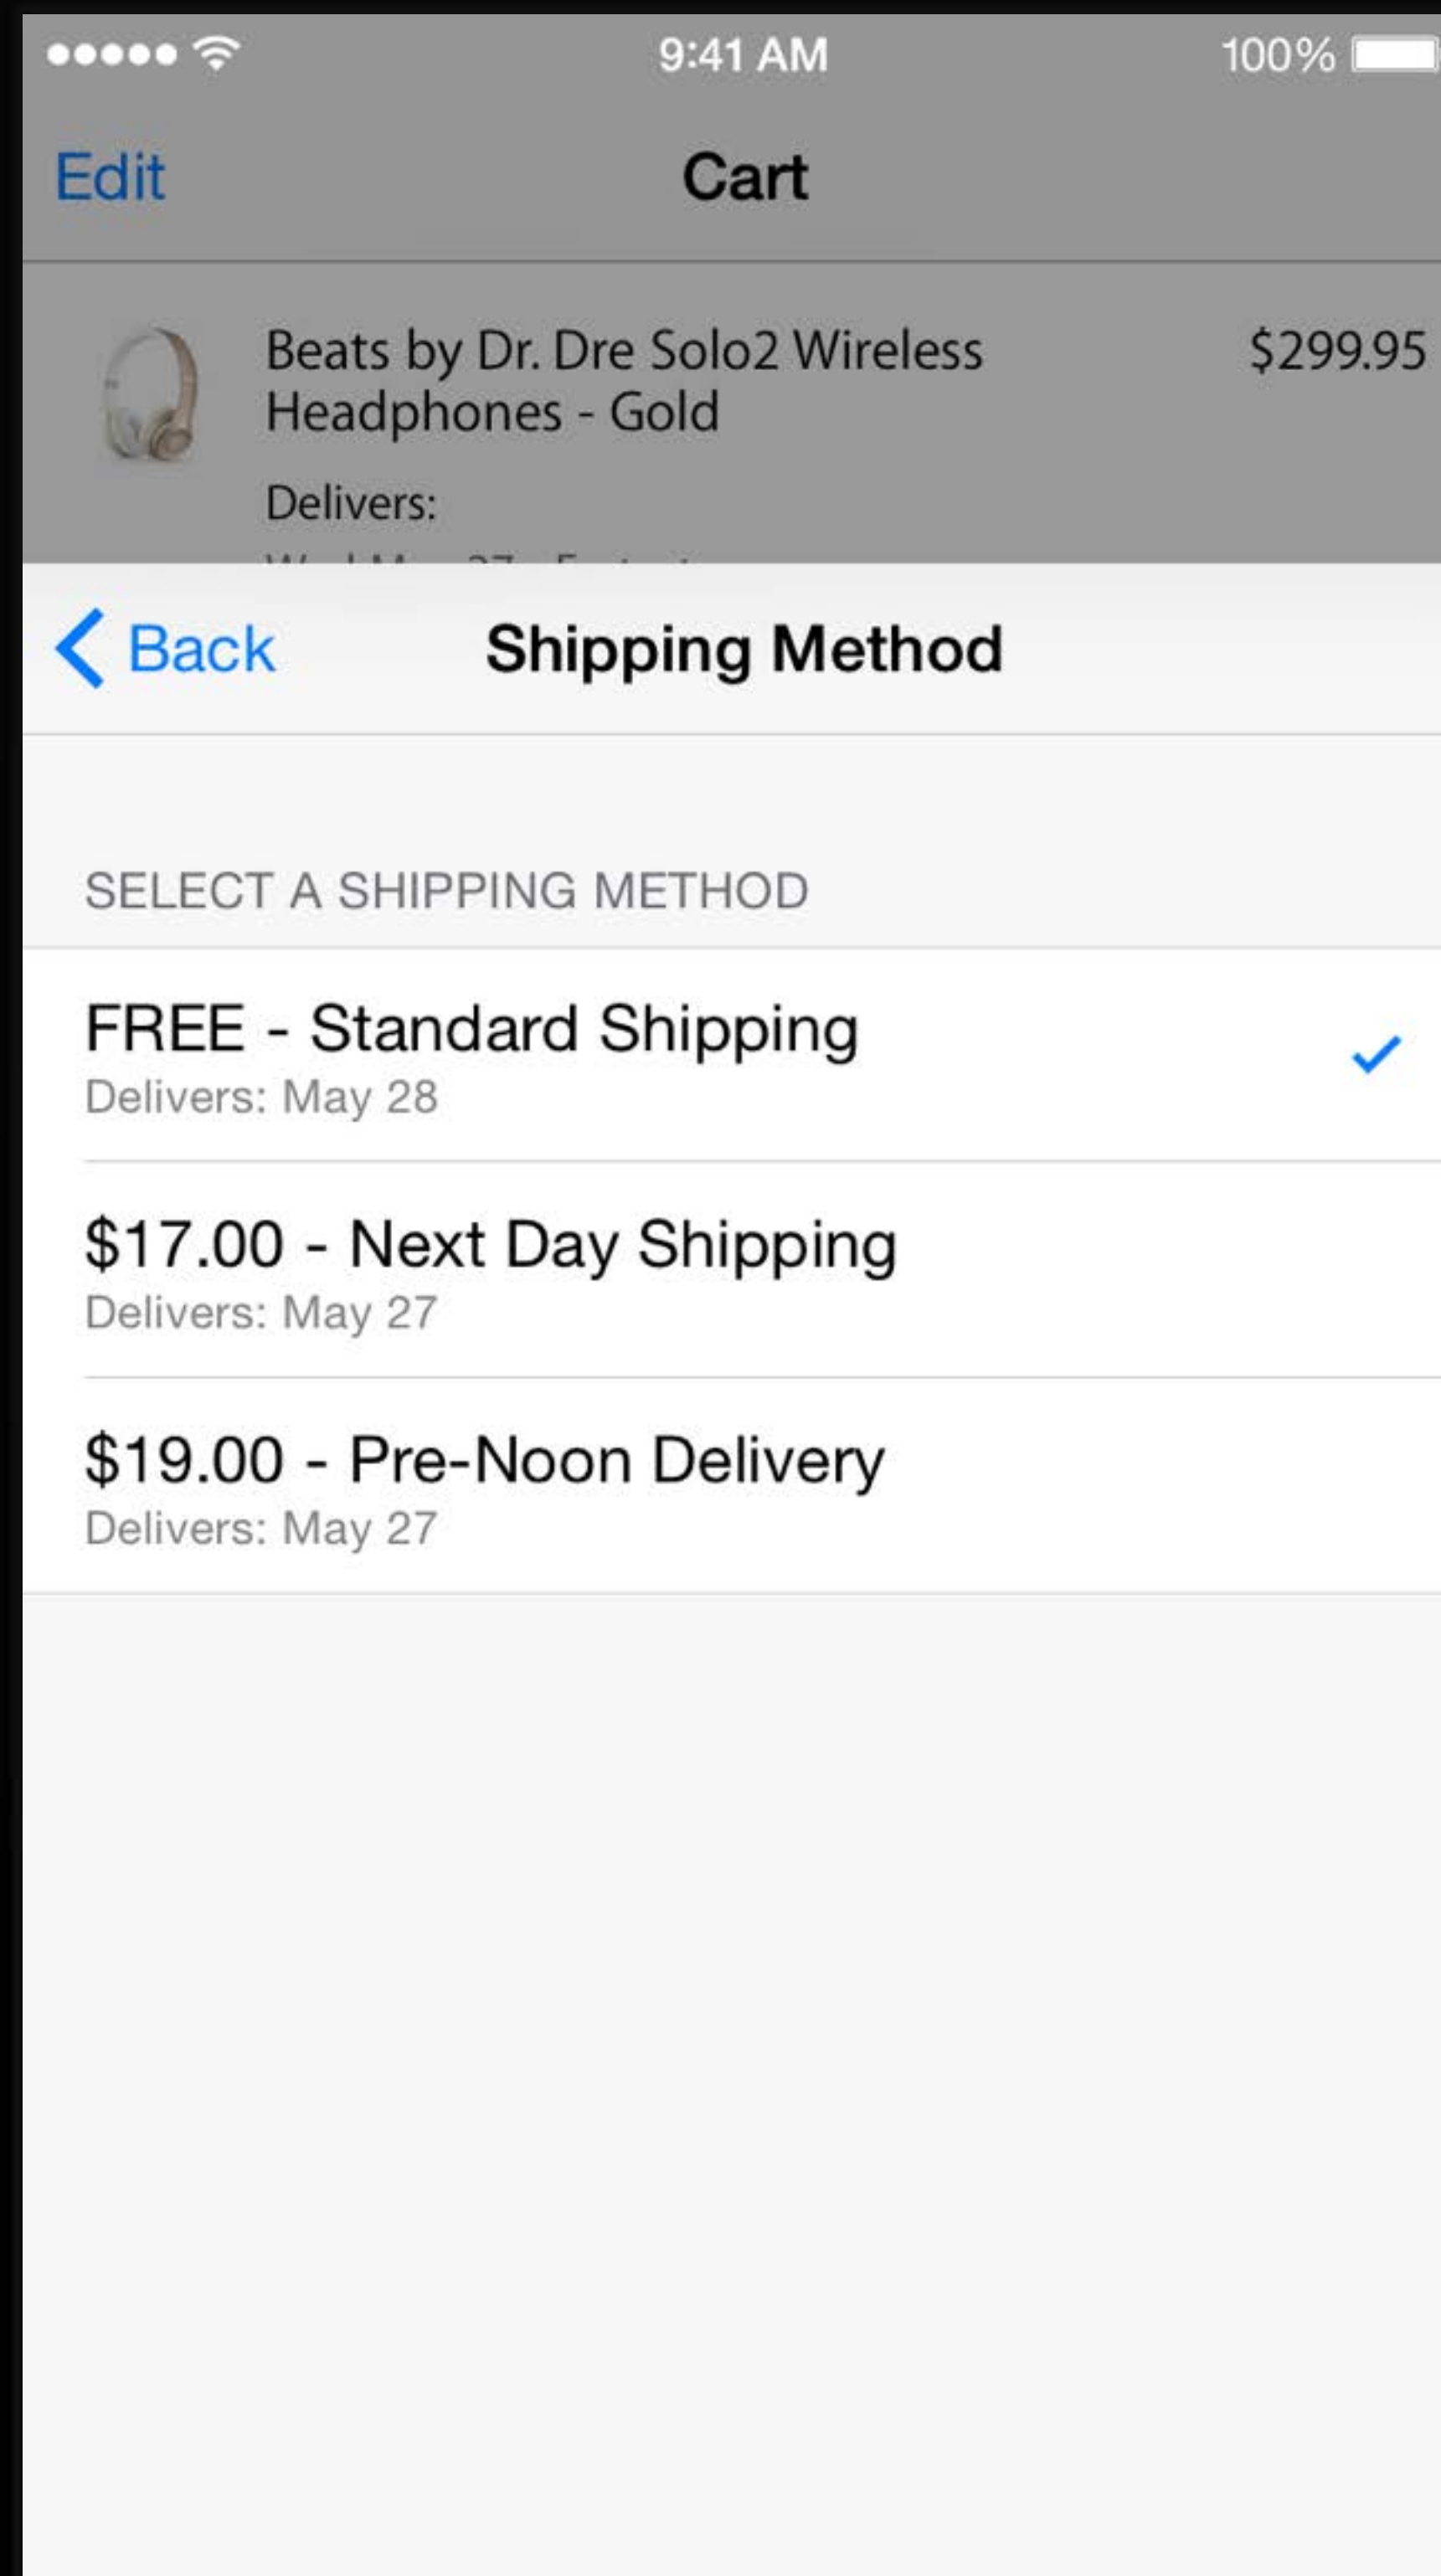 9:41 AM 100%
Edit Cart
Beats by Dr. Dre Solo2 Wireless $299.95
Headphones - Gold
Delivers:
Back Shipping Method
SELECT A SHIPPING METHOD
FREE - Standard Shipping
Delivers: May 28
$17.00 - Next Day Shipping
Delivers: May 27
$19.00 - Pre-Noon Delivery
Delivers: May 27